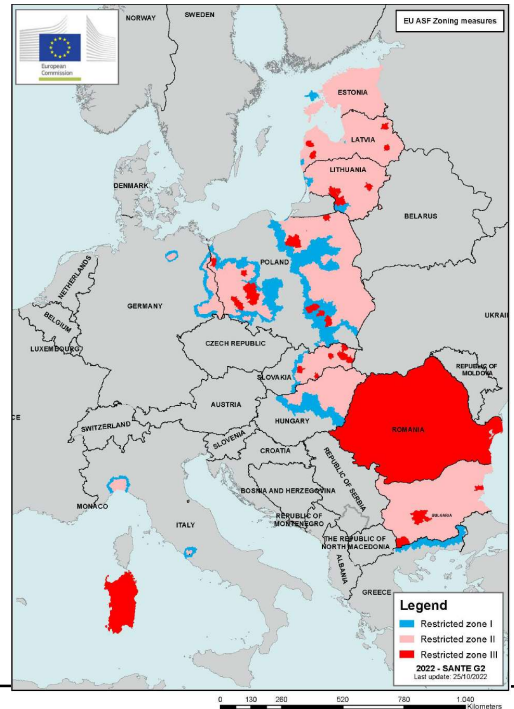 NORWAY
SWEDEN
EU ASF Zoning measures
European
Commission
ESTONIA
LATVIA
LITHUANIA
DENMARK
BELARUS
NETHERLANDS
POLAND
GERMANY
BELGIUM
UKRAI
LUXEMBOURG
CZECH REPUBLIC
SLOVAKIA
REPUBLIC OF
MOLDOVA
AUSTRIA
CE
SWITZERLAND
HUNGARY
ROMANIA
SLOVENIA
CROATIA
REPUBLIC OF SERBIA
BOSNIA AND HERZEGOVINA
MONACO
REPUBLIC OF
MONTENEGRO
BULGARIA
ITALY
THE REPUBLIC OF
NORTH MACEDONIA
ALBANIA
GREECE
Legend
Restricted zone I
Restricted zone II
Restricted zone III
2022 - SANTE G2
Last update: 25/10/2022
0 130 260 520 780 1.040
Kilometers